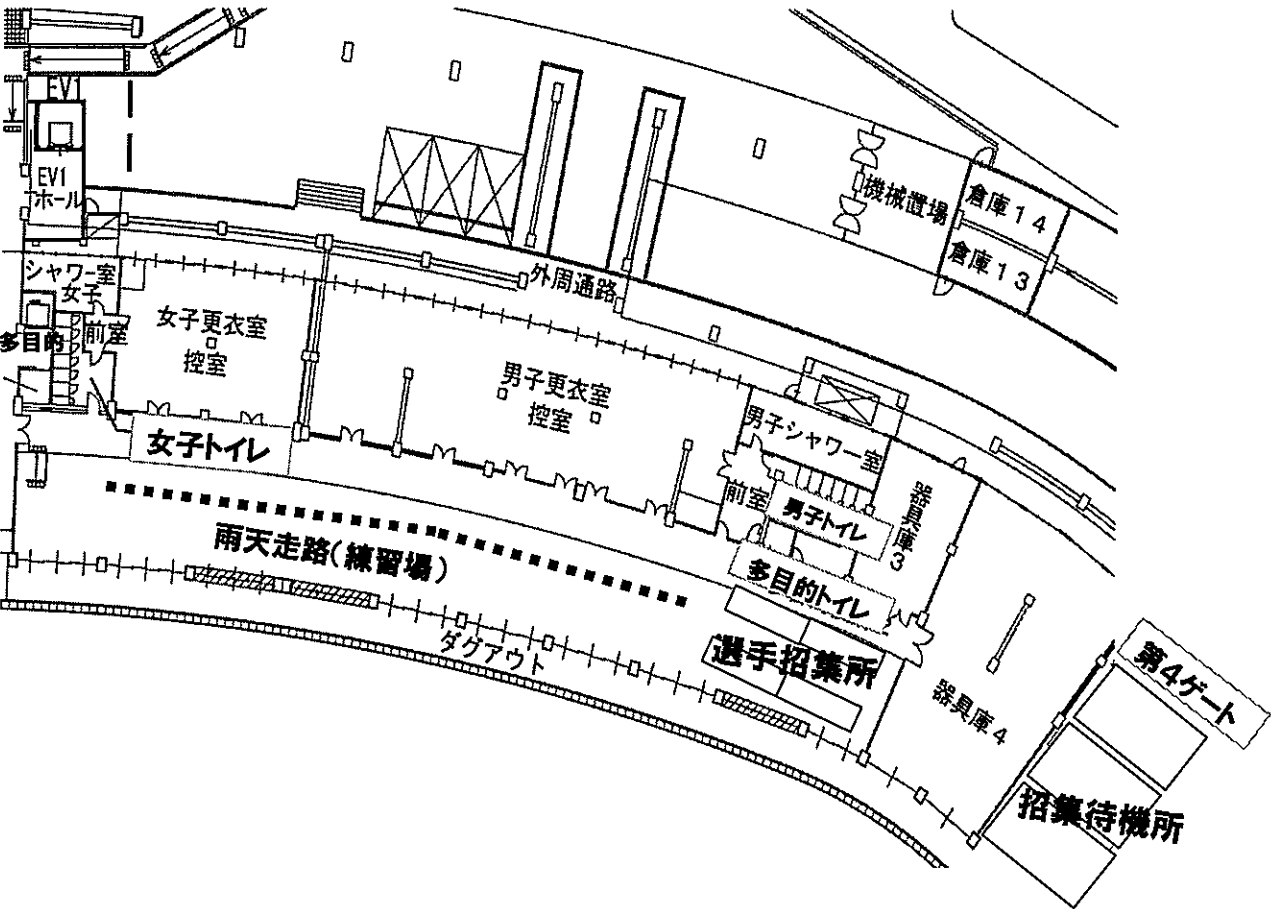 EV1
EV1
ホール
機械置場
倉庫14
倉庫13
シャワー室
女子
外周通路
多目的
前室
女子更衣室
控室
男子更衣室
控室
女子トイレ
男子シャワー室
前室
男子トイレ
器具庫3
多目的トイレ
雨天走路(練習場)
ダグアウト
選手招集所
器具庫4
第4ゲート
招集待機所